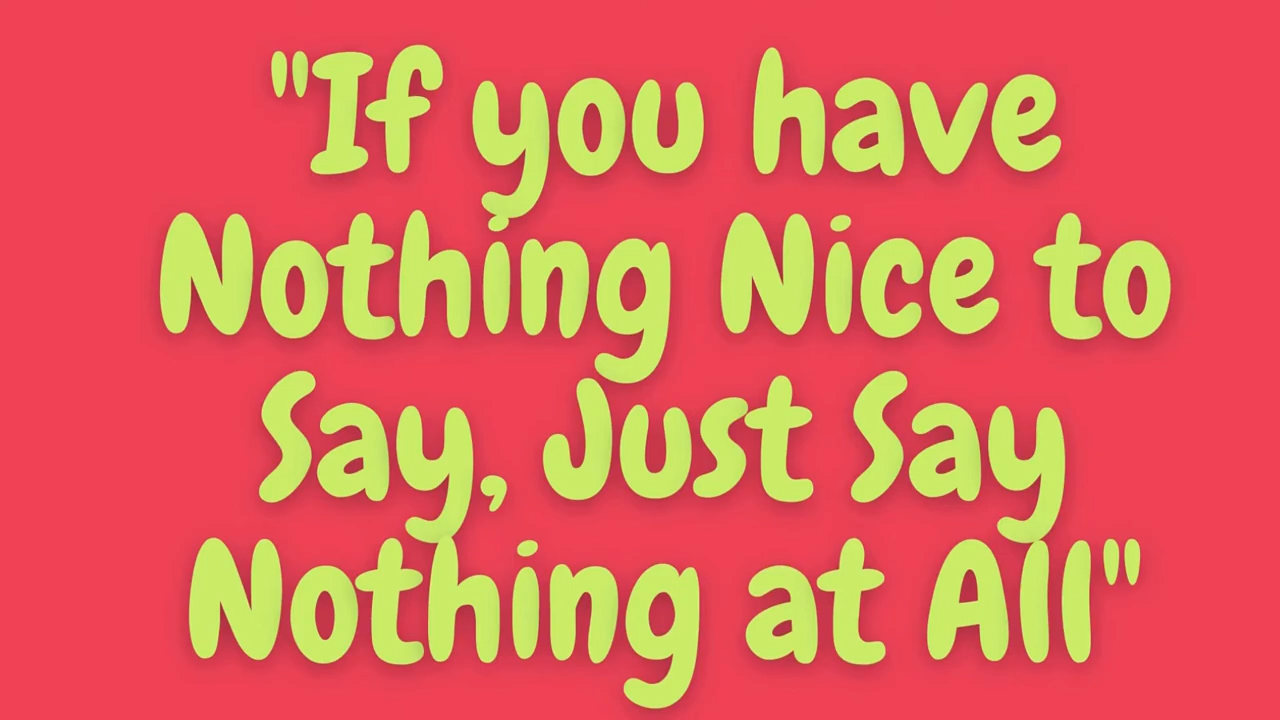 "If you have
Nothing Nice to
Say, Just Say
Nothing at All"